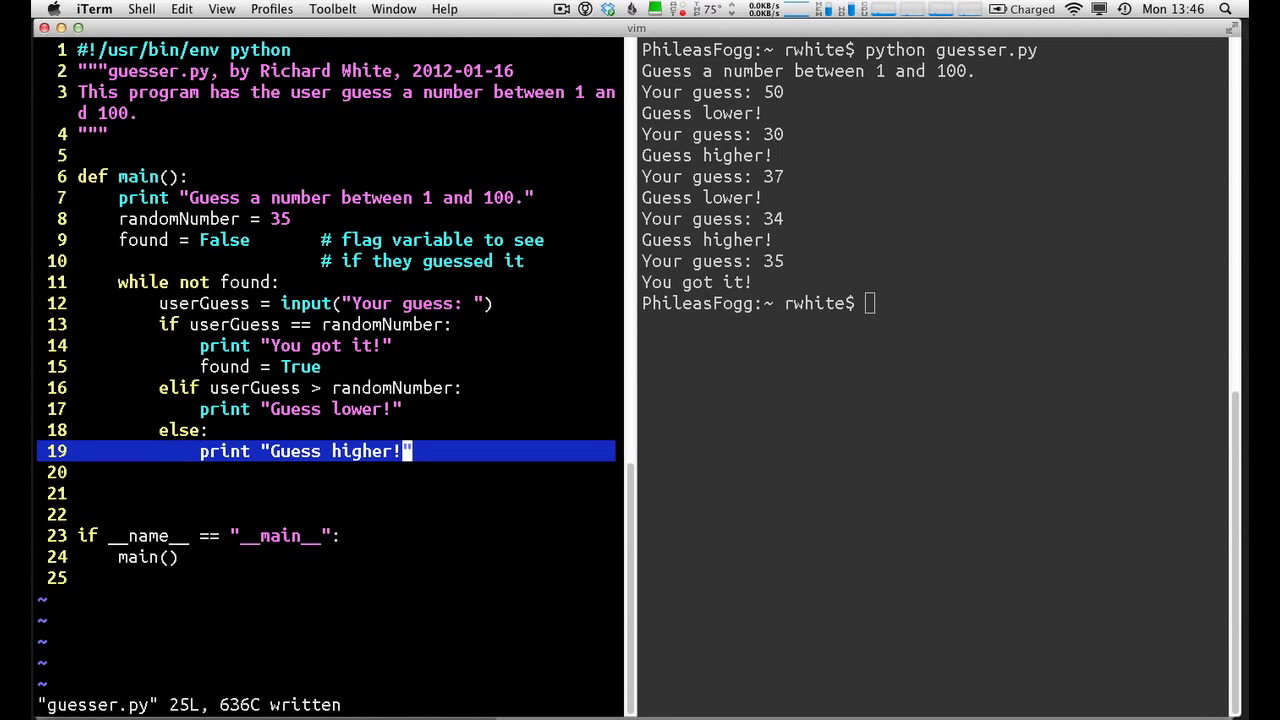 iTerm Shell Edit View Find Profiles Toolbelt Window Help 75° 0.0KB/s 0.0KB/s Charged Mon 13:46
vim
1 #!/usr/bin/env python
2 """guesser.py, by Richard White, 2012-01-16
3 This program has the user guess a number between 1 an
d 100.
4 """
5
6 def main():
7     print "Guess a number between 1 and 100."
8     randomNumber = 35
9     found = False       # flag variable to see
10                         # if they guessed it
11     while not found:
12         userGuess = input("Your guess: ")
13         if userGuess == randomNumber:
14             print "You got it!"
15             found = True
16         elif userGuess > randomNumber:
17             print "Guess lower!"
18         else:
19             print "Guess higher!"
20
21
22
23 if __name__ == "__main__":
24     main()
25
~
~
~
~
~
"guesser.py" 25L, 636C written
PhileasFogg:~ rwhite$ python guesser.py
Guess a number between 1 and 100.
Your guess: 50
Guess lower!
Your guess: 30
Guess higher!
Your guess: 37
Guess lower!
Your guess: 34
Guess higher!
Your guess: 35
You got it!
PhileasFogg:~ rwhite$